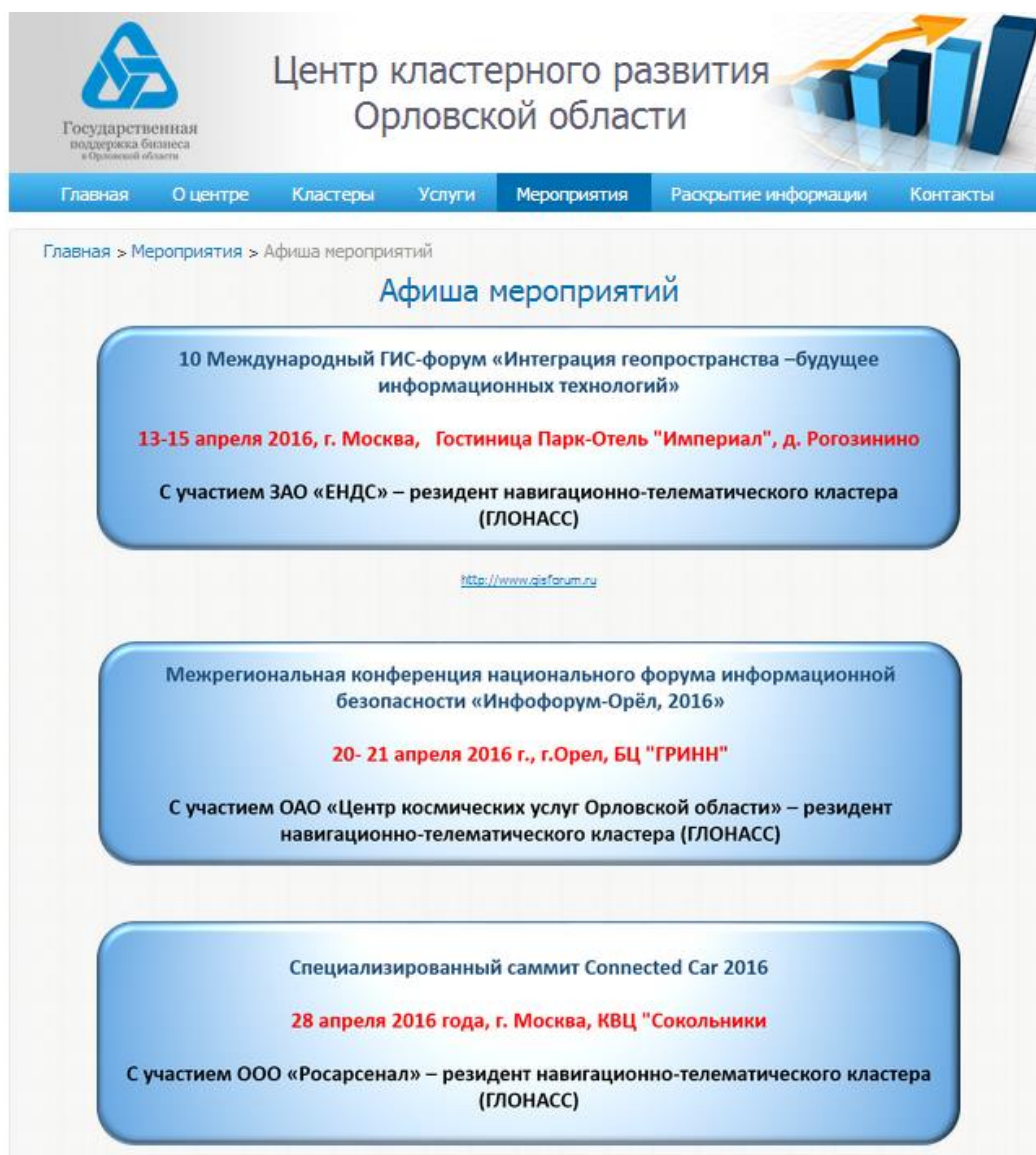 Государственная
поддержка бизнеса
в Орловской области
Центр кластерного развития
Орловской области
Главная О центре Кластеры Услуги Мероприятия Раскрытие информации Контакты
Главная > Мероприятия > Афиша мероприятий
Афиша мероприятий
10 Международный ГИС-форум «Интеграция геопространства –будущее
информационных технологий»
13-15 апреля 2016, г. Москва, Гостиница Парк-Отель "Империал", д. Рогозинино
С участием ЗАО «ЕНДС» – резидент навигационно-телематического кластера
(ГЛОНАСС)
http://www.gisforum.ru
Межрегиональная конференция национального форума информационной
безопасности «Инфофорум-Орёл, 2016»
20- 21 апреля 2016 г., г.Орел, БЦ "ГРИНН"
С участием ОАО «Центр космических услуг Орловской области» – резидент
навигационно-телематического кластера (ГЛОНАСС)
Специализированный саммит Connected Car 2016
28 апреля 2016 года, г. Москва, КВЦ "Сокольники
С участием ООО «Росарсенал» – резидент навигационно-телематического кластера
(ГЛОНАСС)